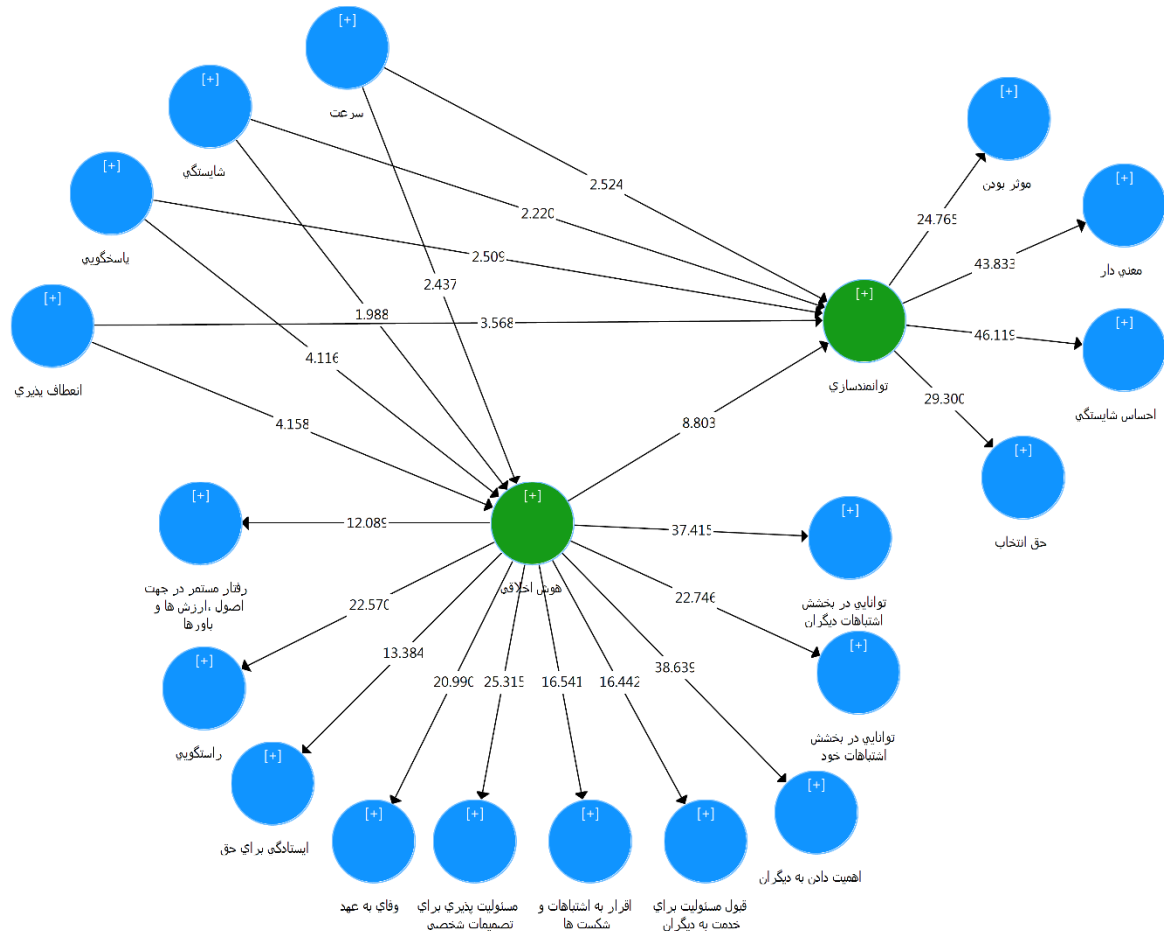 [+]
سرعت
[+]
شايستگي
[+]
پاسخگويي
[+]
انعطاف پذيري
[+]
موثر بودن
[+]
معني دار
[+]
احساس شايستگي
[+]
حق انتخاب
[+]
توانمندسازي
2.524
2.220
2.509
3.568
2.437
1.988
4.116
4.158
8.803
24.765
43.833
46.119
29.300
[+]
هوش اخلاقي
12.089
22.570
13.384
20.990
25.315
16.541
16.442
38.639
22.746
37.415
[+]
رفتار مستمر در جهت
اصول ،ارزش ها و
باورها
[+]
راستگويي
[+]
ايستادگي براي حق
[+]
وفاي به عهد
[+]
مسئوليت پذيري براي
تصميمات شخصي
[+]
اقرار به اشتباهات و
شكست ها
[+]
قبول مسئوليت براي
خدمت به ديگران
[+]
اهميت دادن به ديگران
[+]
توانايي در بخشش
اشتباهات خود
[+]
توانايي در بخشش
اشتباهات ديگران